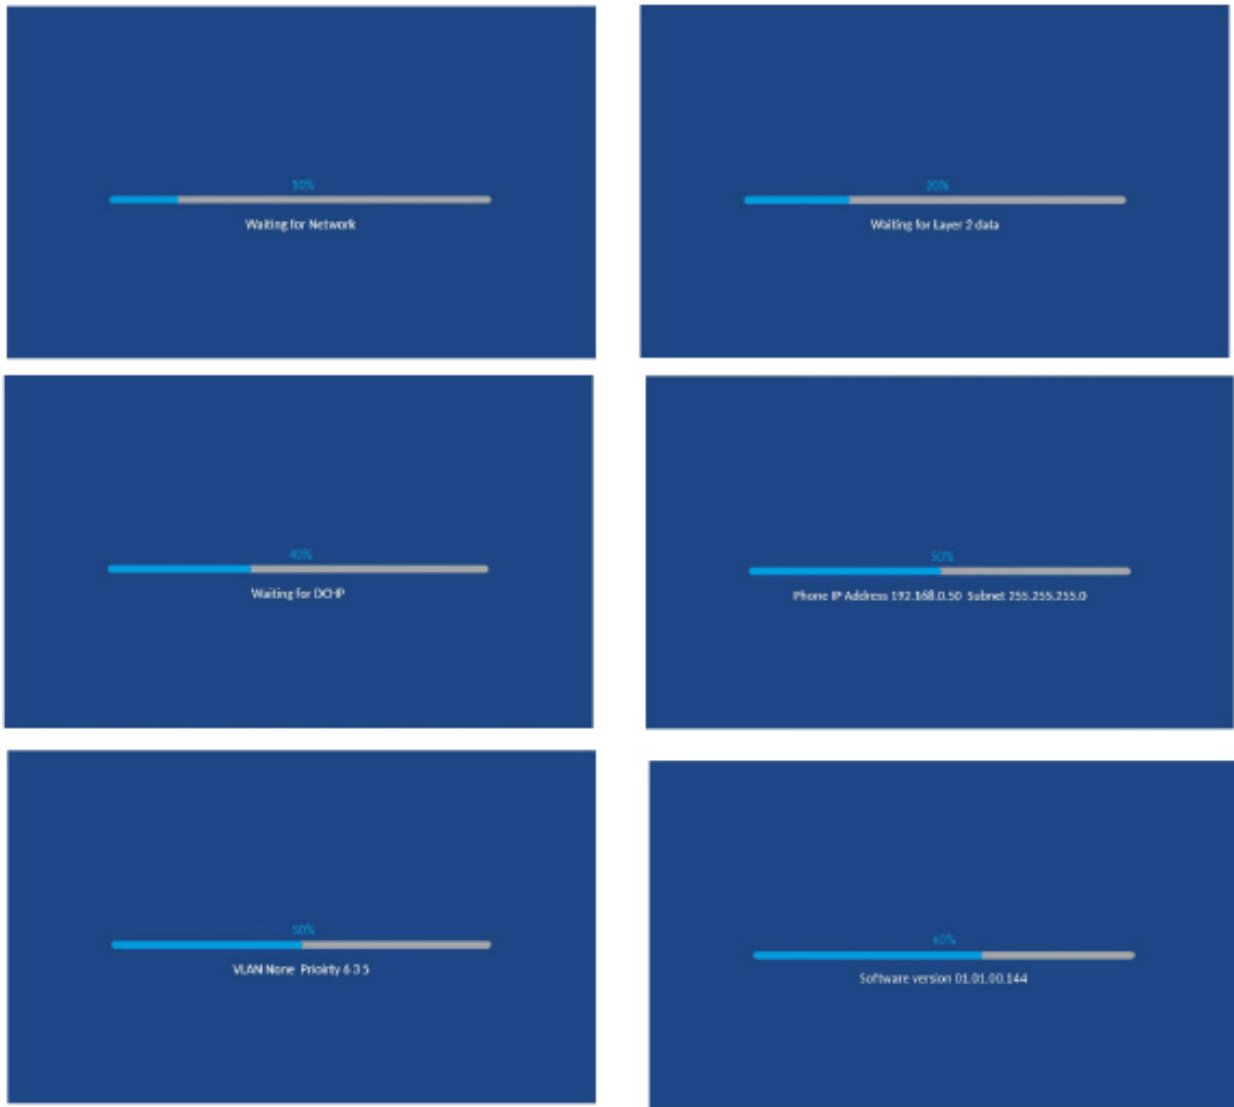 10%
Waiting for Network
20%
Waiting for Layer 2 data
40%
Waiting for DCHP
50%
Phone IP Address 192.168.0.50 Subnet 255.255.255.0
50%
VLAN None Prioirty 6 3 5
60%
Software version 01.01.00.144